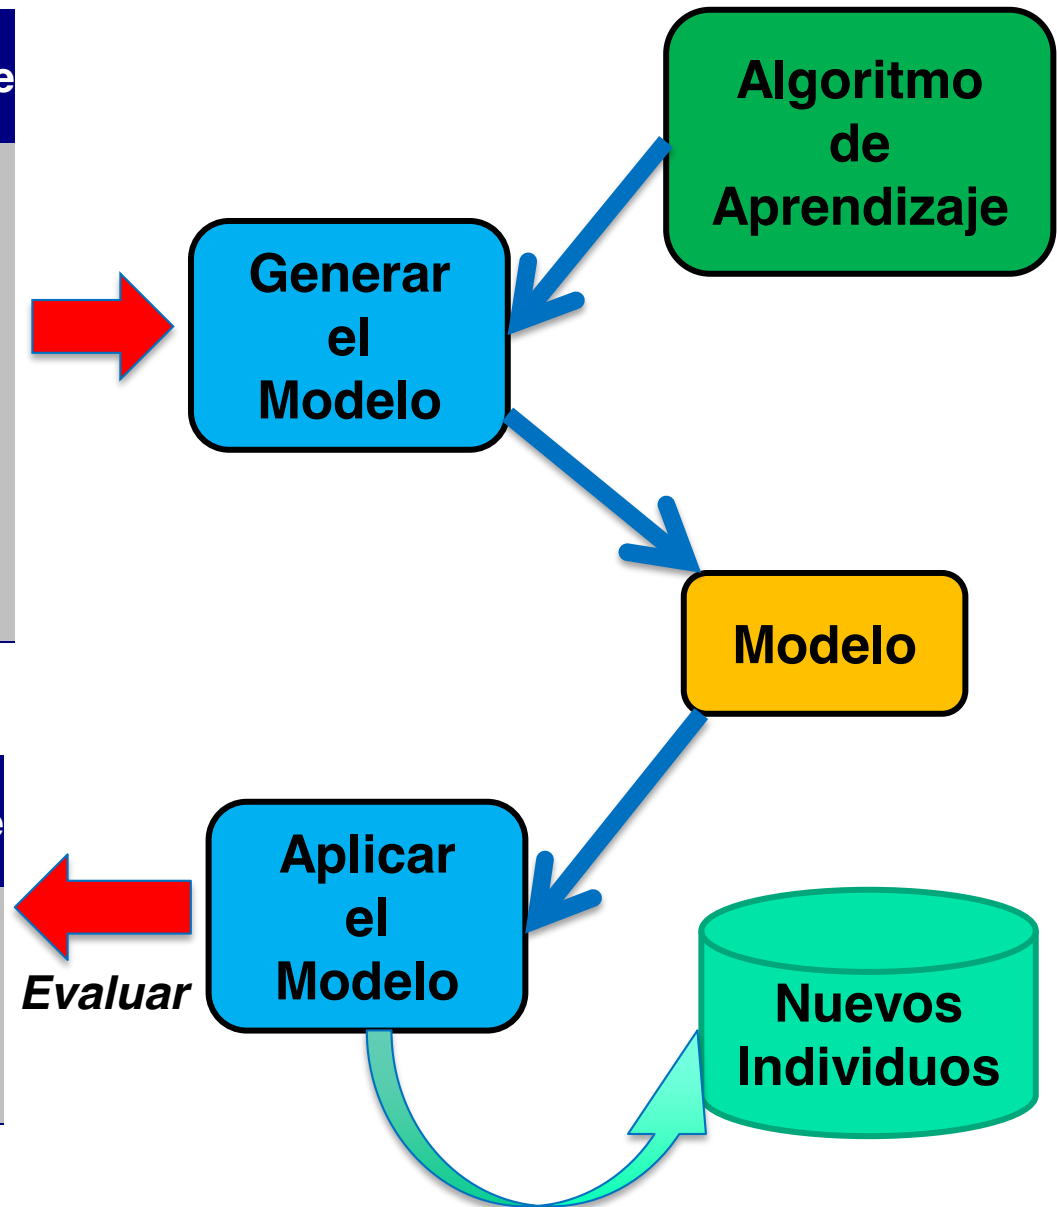 Algoritmo
de
Aprendizaje
Generar
el
Modelo
Modelo
Aplicar
el
Modelo
Evaluar
Nuevos
Individuos